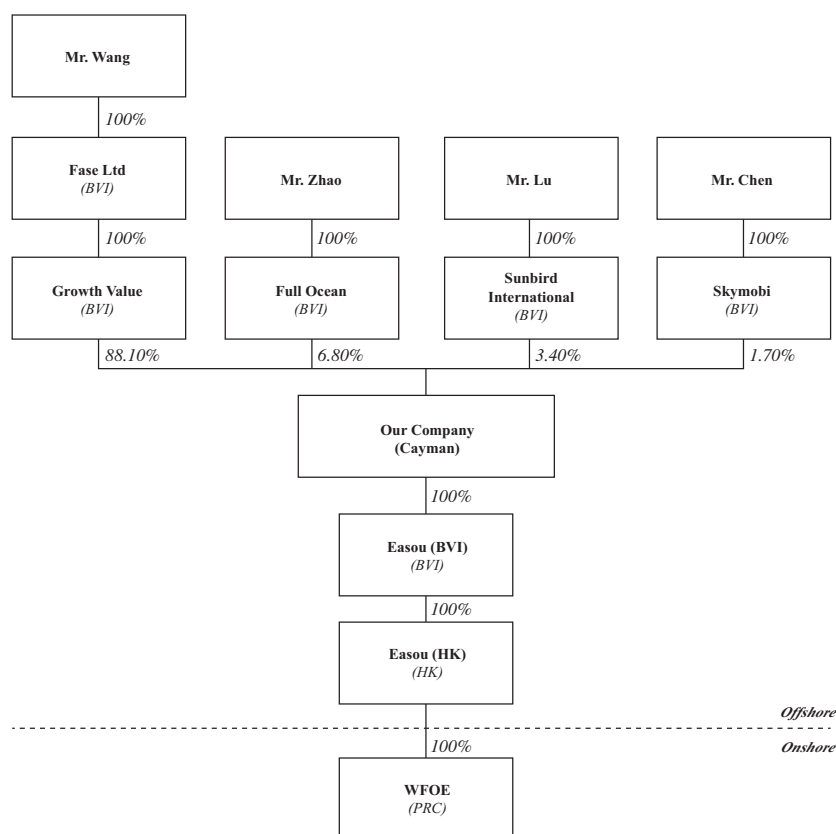 Mr. Wang
100%
Fase Ltd
(BVI)
Mr. Zhao
Mr. Lu
Mr. Chen
100%
100%
100%
100%
Growth Value
(BVI)
Full Ocean
(BVI)
Sunbird
International
(BVI)
Skymobi
(BVI)
88.10%
6.80%
3.40%
1.70%
Our Company
(Cayman)
100%
Easou (BVI)
(BVI)
100%
Easou (HK)
(HK)
Offshore
Onshore
100%
WFOE
(PRC)